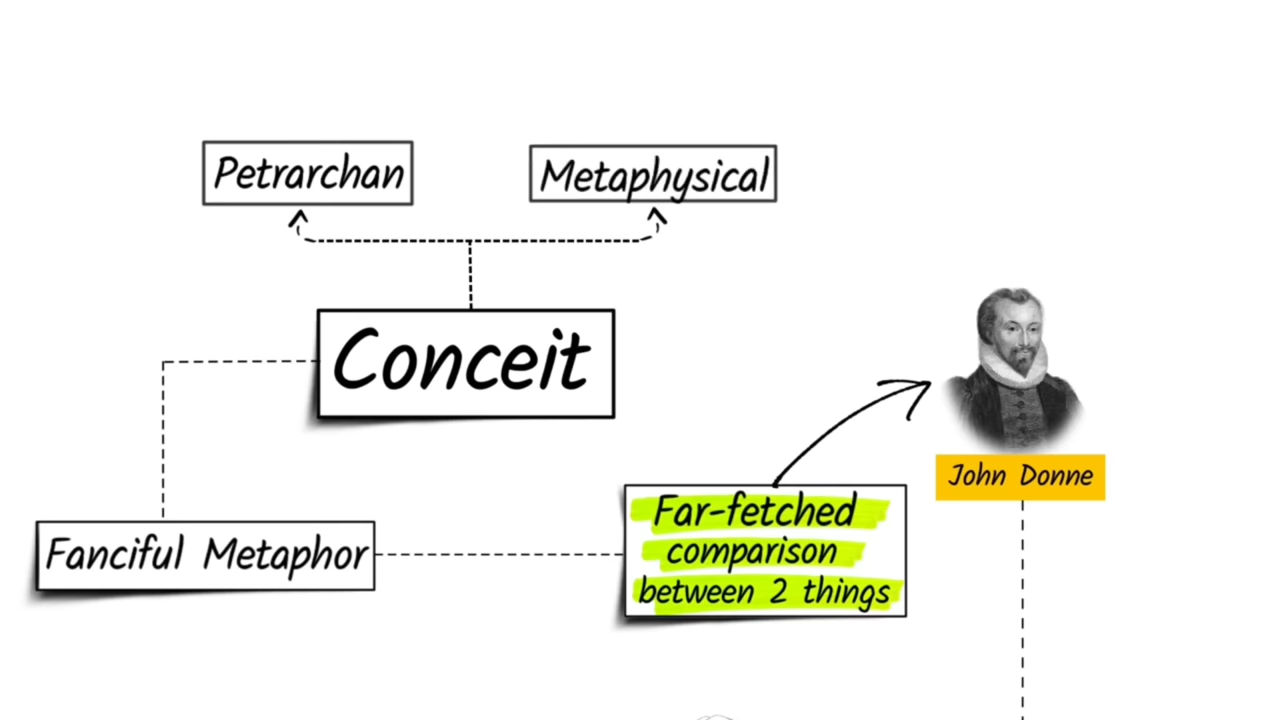 Petrarchan
Metaphysical
Conceit
John Donne
Fanciful Metaphor
Far-fetched
comparison
between 2 things